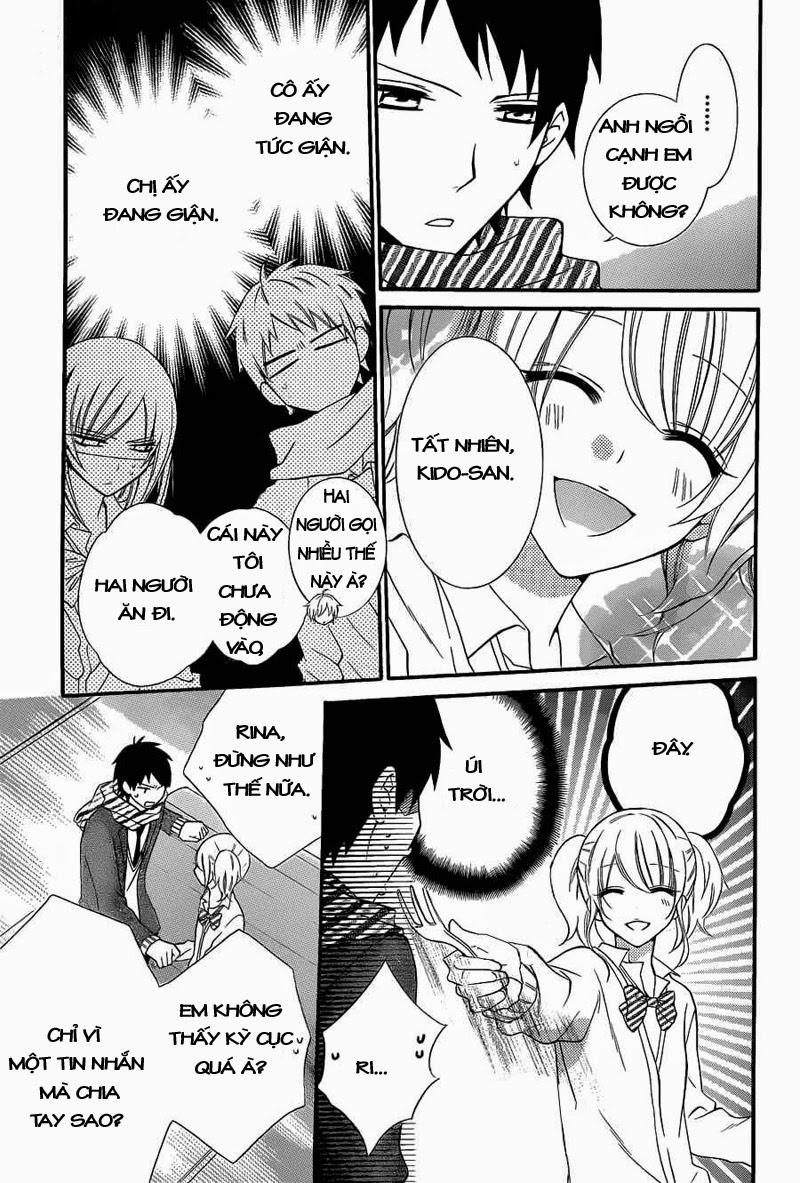 ........
ANH NGỒI
CẠNH EM
ĐƯỢC
KHÔNG?
TẤT NHIÊN,
KIDO-SAN.
CÔ ẤY
ĐANG
TỨC GIẬN.
CHỊ ẤY
ĐANG GIẬN.
HAI
NGƯỜI GỌI
NHIỀU THẾ
NÀY À?
CÁI NÀY
TÔI
CHƯA
ĐỘNG
VÀO.
HAI NGƯỜI
ĂN ĐI.
ĐÂY.
ÚI
TRỜI...
RI...
RINA,
ĐỪNG NHƯ
THẾ NỮA.
EM KHÔNG
THẤY KỲ CỤC
QUÁ À?
CHỈ VÌ
MỘT TIN NHẮN
MÀ CHIA
TAY SAO?